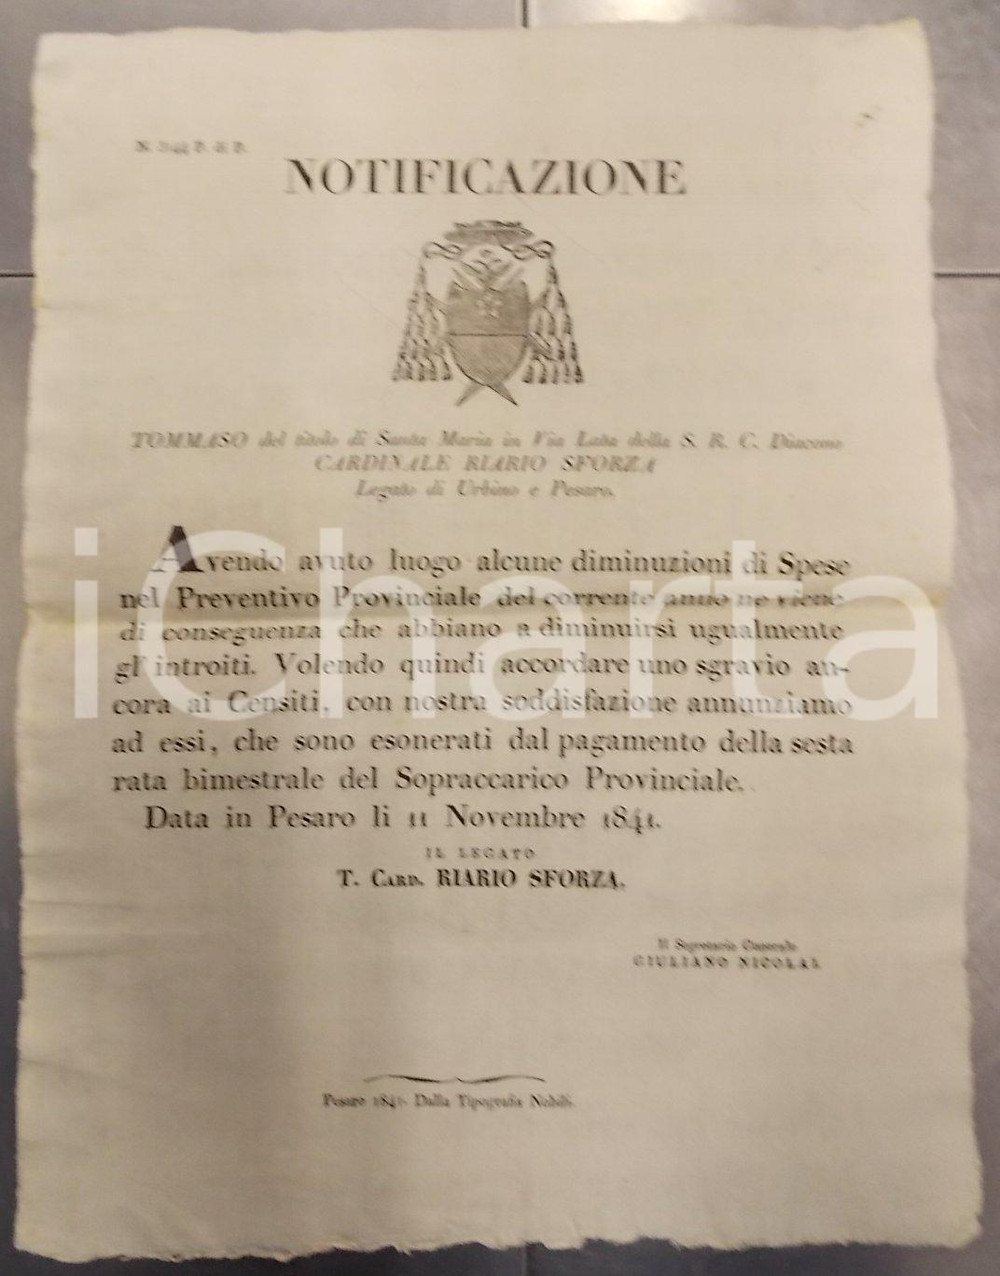 NOTIFICAZIONE
TOMMASO del titolo di Santa Maria in Via Lata della S. R. C. Diacono
CARDINALE RIARIO SFORZA
Legato di Urbino e Pesaro.
Avendo avuto luogo alcune diminuzioni di Spese
nel Preventivo Provinciale del corrente anno ne viene
di conseguenza che abbiano a diminuirsi ugualmente
gl' introiti. Volendo quindi accordare uno sgravio an-
cora ai Censiti, con nostra soddisfazione annunziamo
ad essi, che sono esonerati dal pagamento della sesta
rata bimestrale del Sopraccarico Provinciale.
Data in Pesaro li 11 Novembre 1841.
IL LEGATO
T. CARD. RIARIO SFORZA.
Il Segretario Generale
GIULIANO NICOLAI.
Pesaro 1841. Dalla Tipografia Nobili.
iCharta